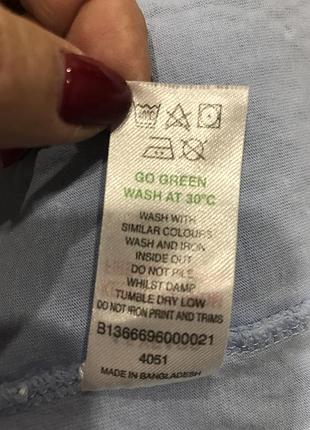 GO GREEN
WASH AT 30°C
WASH WITH
SIMILAR COLOURS
WASH AND IRON
INSIDE OUT
DO NOT PILE
WHILST DAMP
TUMBLE DRY LOW
DO NOT IRON PRINT AND TRIMS
B1366696000021
4051
MADE IN BANGLADESH